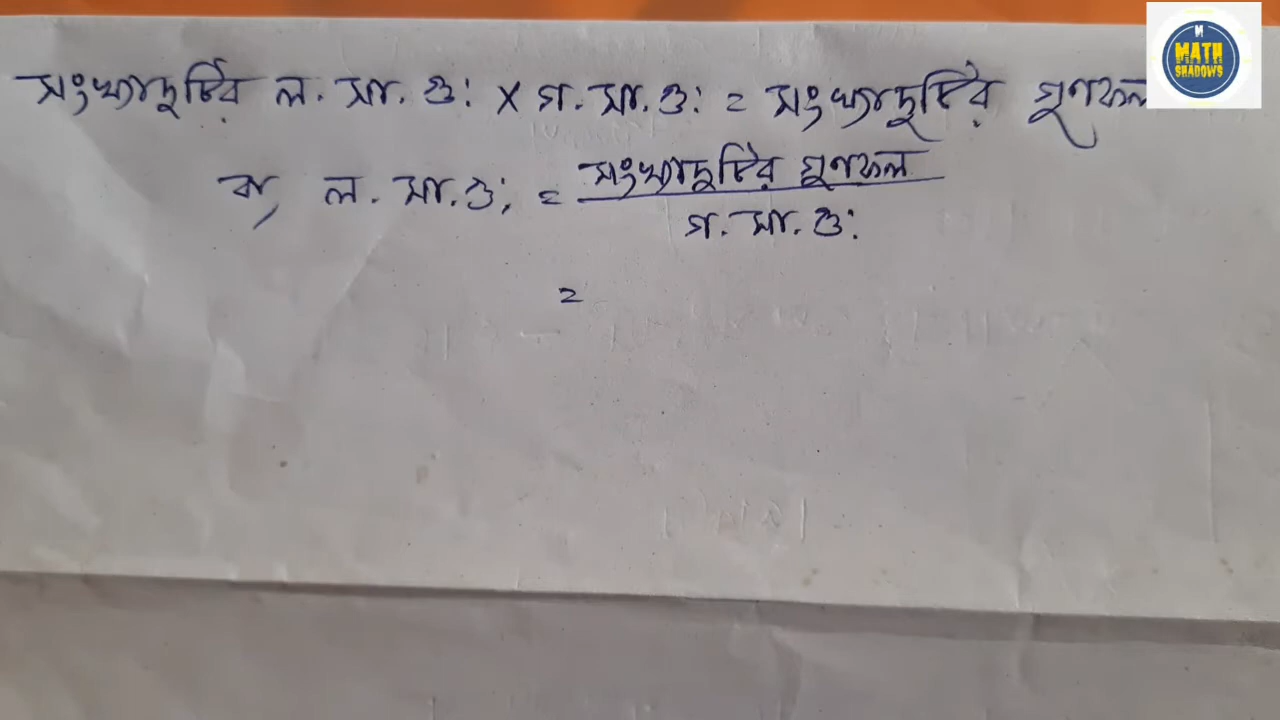 সংখ্যাদুটির ল. সা. গু: × গ. সা. গু: = সংখ্যাদুটির গুণফল
বা, ল. সা. গু: = সংখ্যাদুটির গুণফল
গ. সা. গু:
=
M
MATH
SHADOWS